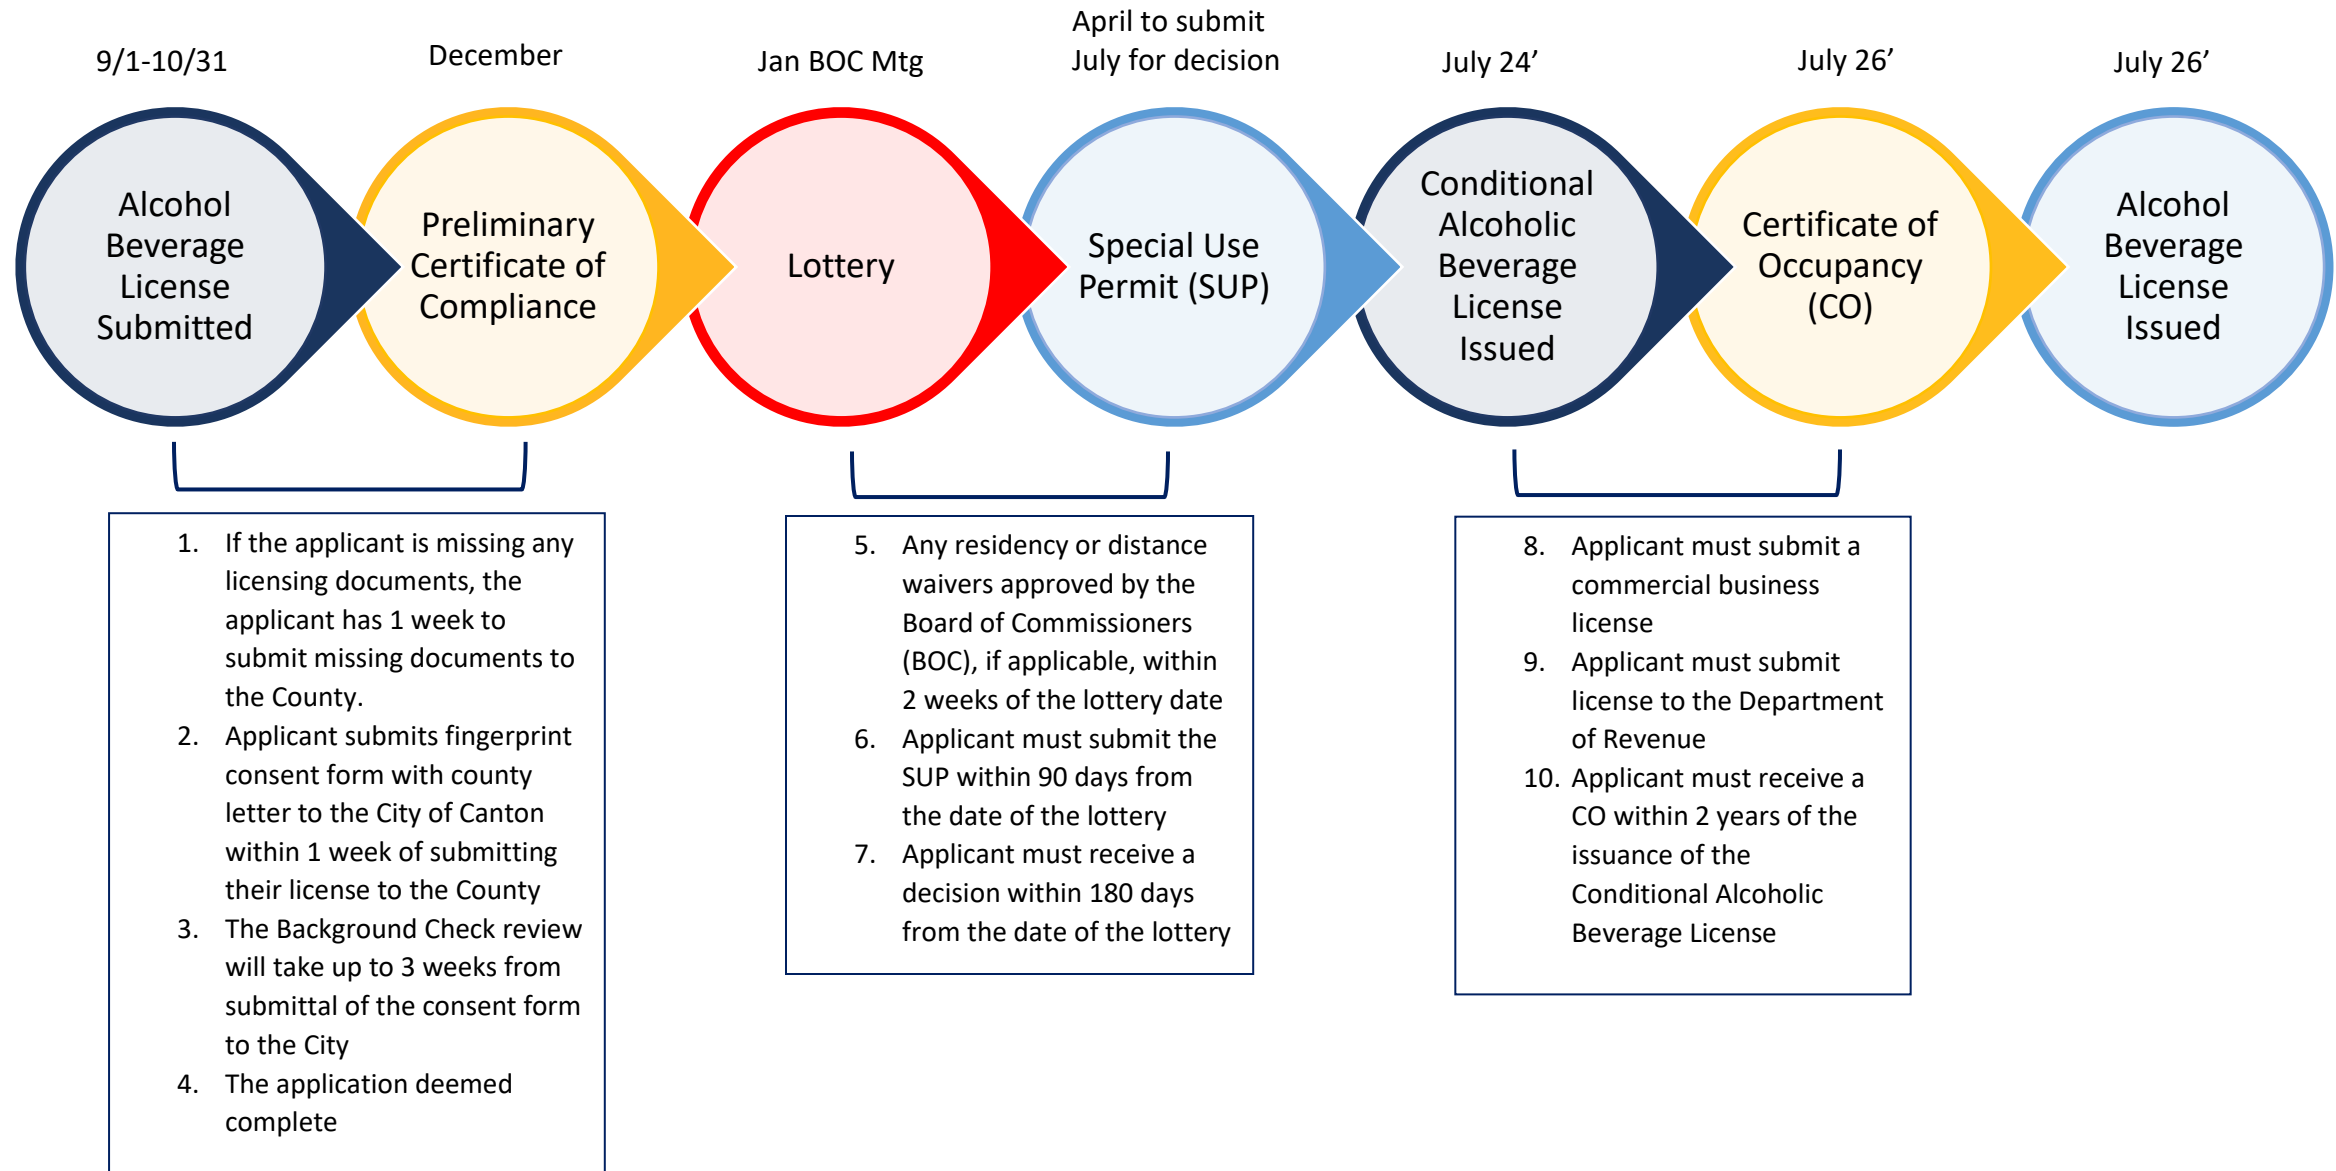 9/1-10/31
December
Jan BOC Mtg
April to submit
July for decision
July 24’
July 26’
July 26’
Alcohol
Beverage
License
Submitted
Preliminary
Certificate of
Compliance
Lottery
Special Use
Permit (SUP)
Conditional
Alcoholic
Beverage
License
Issued
Certificate of
Occupancy
(CO)
Alcohol
Beverage
License
Issued
1. If the applicant is missing any
licensing documents, the
applicant has 1 week to
submit missing documents to
the County.
2. Applicant submits fingerprint
consent form with county
letter to the City of Canton
within 1 week of submitting
their license to the County
3. The Background Check review
will take up to 3 weeks from
submittal of the consent form
to the City
4. The application deemed
complete
5. Any residency or distance
waivers approved by the
Board of Commissioners
(BOC), if applicable, within
2 weeks of the lottery date
6. Applicant must submit the
SUP within 90 days from
the date of the lottery
7. Applicant must receive a
decision within 180 days
from the date of the lottery
8. Applicant must submit a
commercial business
license
9. Applicant must submit
license to the Department
of Revenue
10. Applicant must receive a
CO within 2 years of the
issuance of the
Conditional Alcoholic
Beverage License